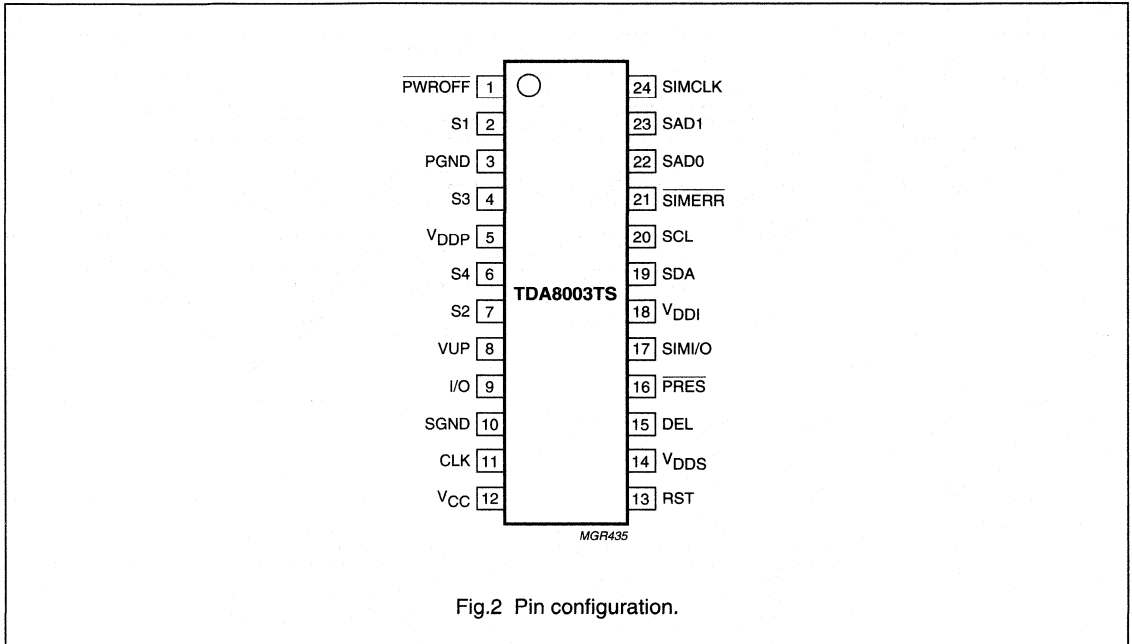 PWROFF 1
S1 2
PGND 3
S3 4
VDDP 5
S4 6
S2 7
VUP 8
I/O 9
SGND 10
CLK 11
VCC 12
TDA8003TS
24 SIMCLK
23 SAD1
22 SAD0
21 SIMERR
20 SCL
19 SDA
18 VDDI
17 SIMI/O
16 PRES
15 DEL
14 VDDS
13 RST
MGR435
Fig.2 Pin configuration.